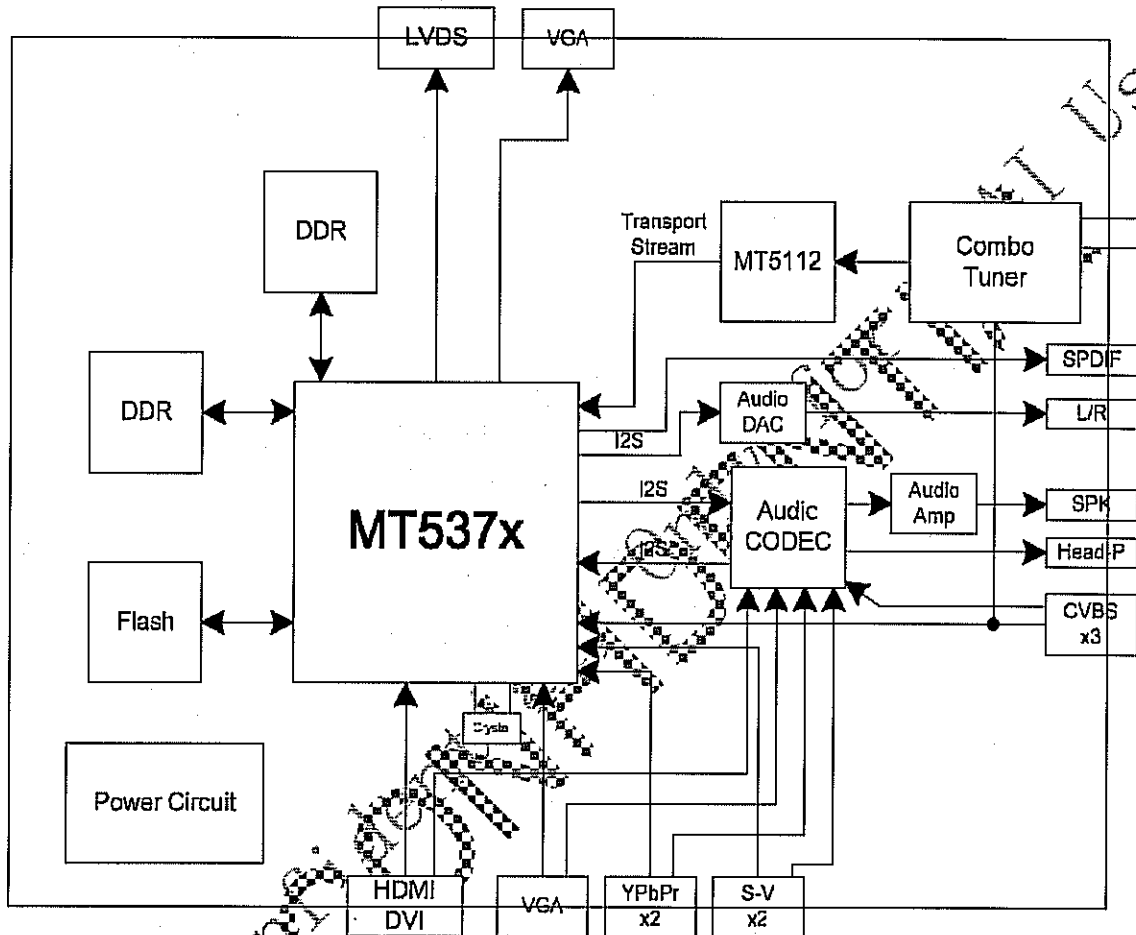 LVDS
VGA
DDR
Transport
Stream
MT5112
Combo
Tuner
DDR
SPDIF
Audio
DAC
L/R
I2S
I2S
Audio
Amp
SPK
MT537x
Audic
CODEC
I2S
Head-P
Flash
CVBS
x3
Power Circuit
HDMI
DVI
VGA
YPbPr
x2
S-V
x2